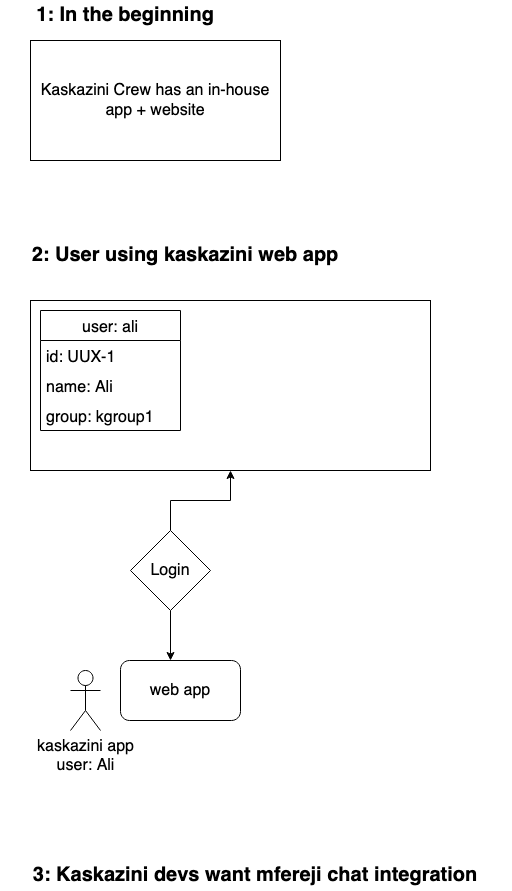 1: In the beginning
Kaskazini Crew has an in-house
app + website
2: User using kaskazini web app
user: ali
id: UUX-1
name: Ali
group: kgroup1
Login
web app
kaskazini app
user: Ali
3: Kaskazini devs want mfereji chat integration